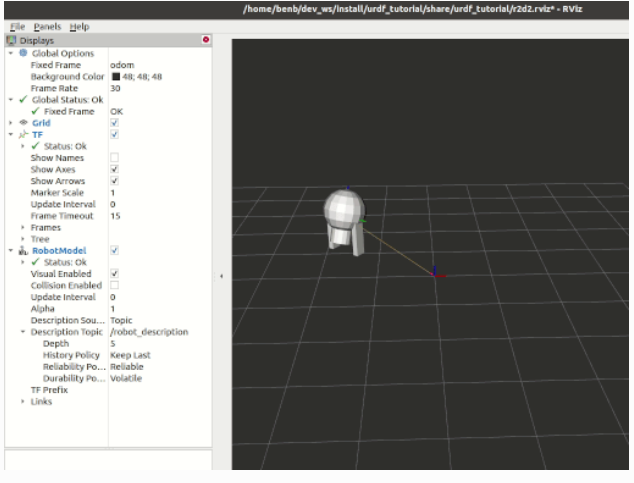 /home/benb/dev_ws/install/urdf_tutorial/share/urdf_tutorial/r2d2.rviz* - RViz
File Panels Help
Displays
Global Options
Fixed Frame odom
Background Color 48; 48; 48
Frame Rate 30
Global Status: Ok
Fixed Frame OK
Grid
TF
Status: Ok
Show Names
Show Axes
Show Arrows
Marker Scale 1
Update Interval 0
Frame Timeout 15
Frames
Tree
RobotModel
Status: Ok
Visual Enabled
Collision Enabled
Update Interval 0
Alpha 1
Description Sou... Topic
Description Topic /robot_description
Depth 5
History Policy Keep Last
Reliability Po... Reliable
Durability Po... Volatile
TF Prefix
Links